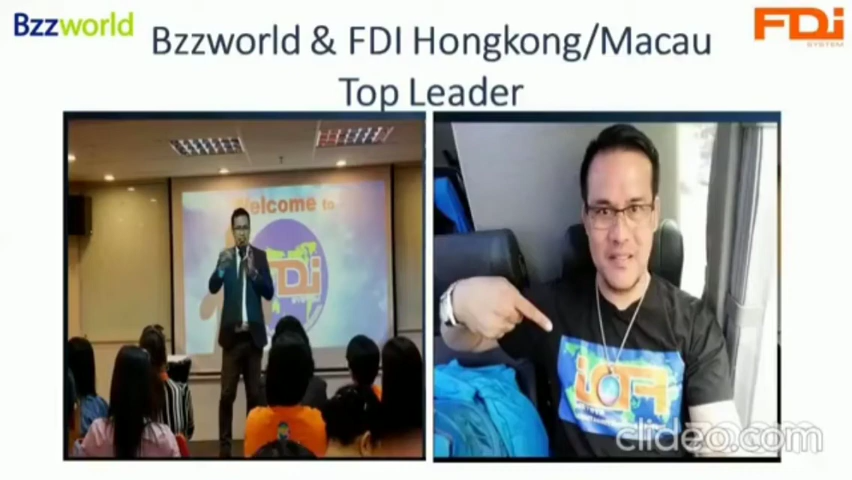 Bzzworld
FDi
SYSTEM
Bzzworld & FDI Hongkong/Macau
Top Leader
Welcome to
FDi
clideo.com